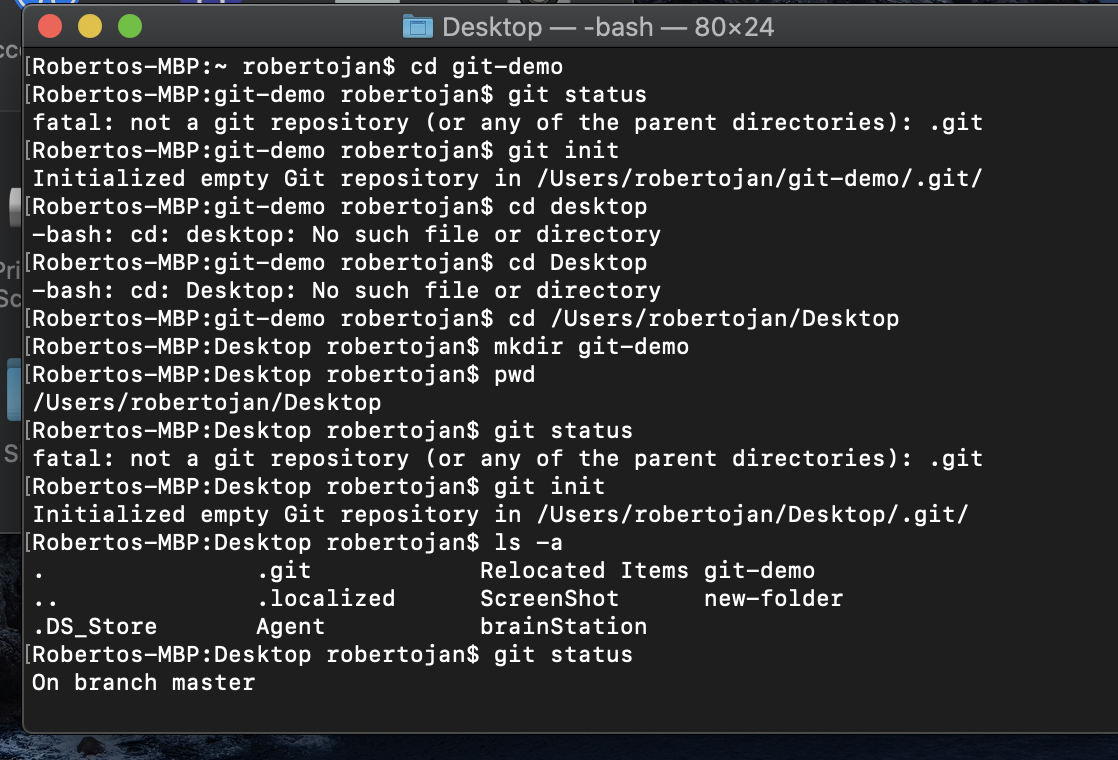 Desktop — -bash — 80×24
[Robertos-MBP:~ robertojan$ cd git-demo
[Robertos-MBP:git-demo robertojan$ git status
fatal: not a git repository (or any of the parent directories): .git
[Robertos-MBP:git-demo robertojan$ git init
Initialized empty Git repository in /Users/robertojan/git-demo/.git/
[Robertos-MBP:git-demo robertojan$ cd desktop
-bash: cd: desktop: No such file or directory
[Robertos-MBP:git-demo robertojan$ cd Desktop
-bash: cd: Desktop: No such file or directory
[Robertos-MBP:git-demo robertojan$ cd /Users/robertojan/Desktop
[Robertos-MBP:Desktop robertojan$ mkdir git-demo
[Robertos-MBP:Desktop robertojan$ pwd
/Users/robertojan/Desktop
[Robertos-MBP:Desktop robertojan$ git status
fatal: not a git repository (or any of the parent directories): .git
[Robertos-MBP:Desktop robertojan$ git init
Initialized empty Git repository in /Users/robertojan/Desktop/.git/
[Robertos-MBP:Desktop robertojan$ ls -a
. .git Relocated Items git-demo
.. .localized ScreenShot new-folder
.DS_Store Agent brainStation
[Robertos-MBP:Desktop robertojan$ git status
On branch master